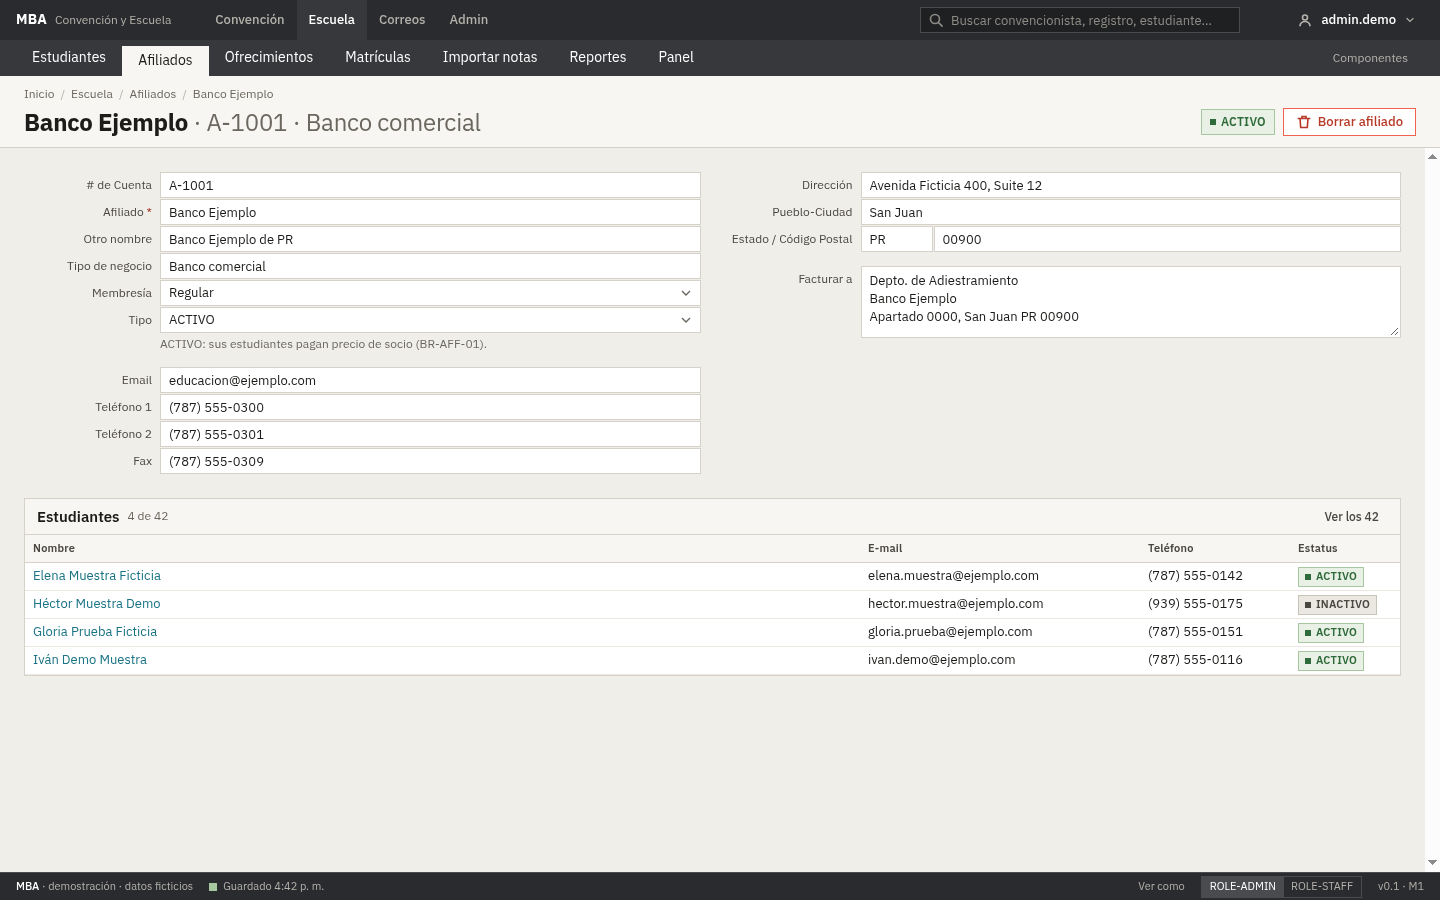 MBA Convención y Escuela Convención Escuela Correos Admin Buscar convencionista, registro, estudiante... admin.demo
Estudiantes Afiliados Ofrecimientos Matrículas Importar notas Reportes Panel Componentes
Inicio / Escuela / Afiliados / Banco Ejemplo
Banco Ejemplo · A-1001 · Banco comercial ACTIVO Borrar afiliado
# de Cuenta A-1001
Afiliado * Banco Ejemplo
Otro nombre Banco Ejemplo de PR
Tipo de negocio Banco comercial
Membresía Regular
Tipo ACTIVO
ACTIVO: sus estudiantes pagan precio de socio (BR-AFF-01).
Email educacion@ejemplo.com
Teléfono 1 (787) 555-0300
Teléfono 2 (787) 555-0301
Fax (787) 555-0309
Dirección Avenida Ficticia 400, Suite 12
Pueblo-Ciudad San Juan
Estado / Código Postal PR 00900
Facturar a Depto. de Adiestramiento
Banco Ejemplo
Apartado 0000, San Juan PR 00900
Estudiantes 4 de 42 Ver los 42
Nombre E-mail Teléfono Estatus
Elena Muestra Ficticia elena.muestra@ejemplo.com (787) 555-0142 ACTIVO
Héctor Muestra Demo hector.muestra@ejemplo.com (939) 555-0175 INACTIVO
Gloria Prueba Ficticia gloria.prueba@ejemplo.com (787) 555-0151 ACTIVO
Iván Demo Muestra ivan.demo@ejemplo.com (787) 555-0116 ACTIVO
MBA · demostración · datos ficticios Guardado 4:42 p. m. Ver como ROLE-ADMIN ROLE-STAFF v0.1 · M1